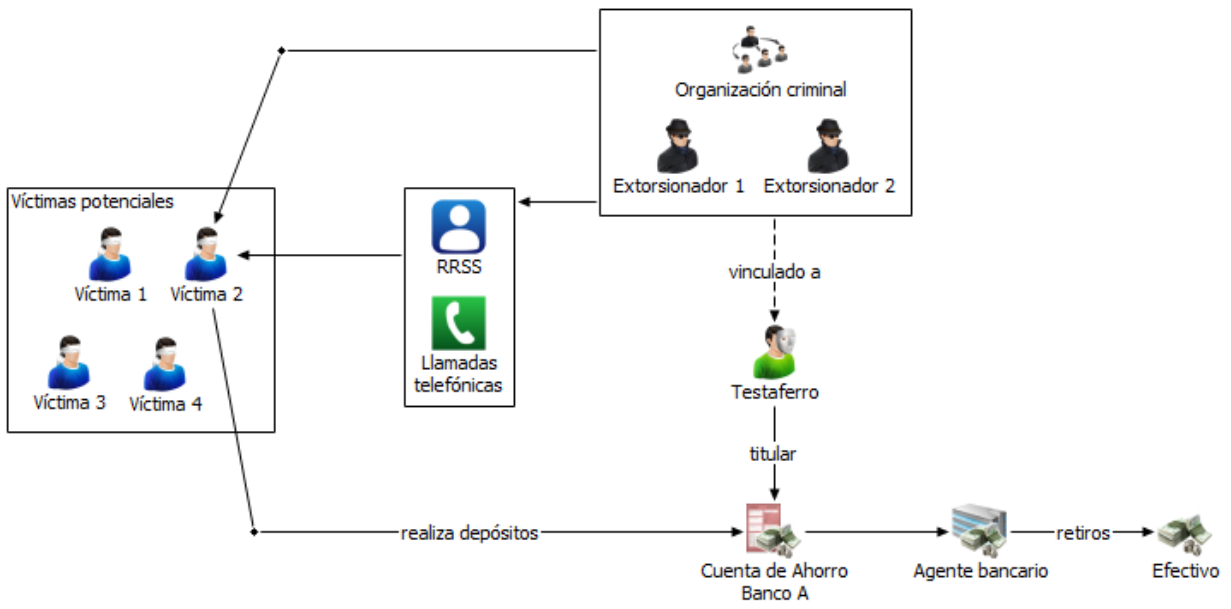 Organización criminal
Extorsionador 1
Extorsionador 2
Víctimas potenciales
Víctima 1
Víctima 2
Víctima 3
Víctima 4
RRSS
Llamadas
telefónicas
vinculado a
Testaferro
titular
realiza depósitos
Cuenta de Ahorro
Banco A
Agente bancario
retiros
Efectivo